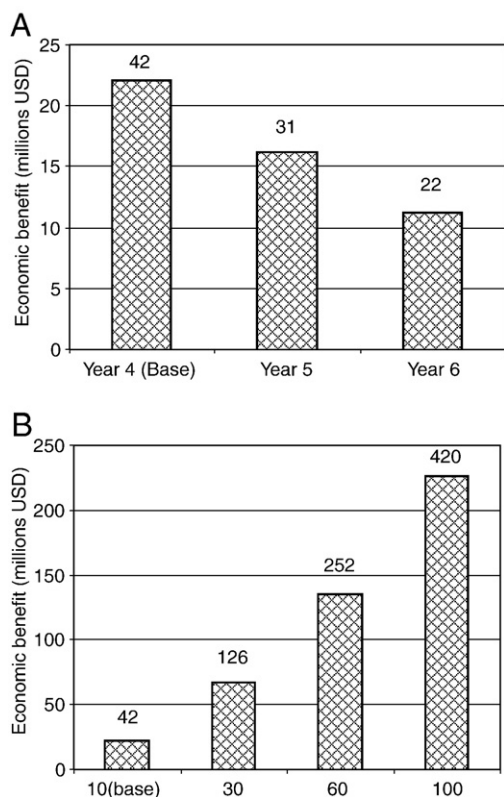 A
Economic benefit (millions USD)
25
20
15
10
5
0
42
31
22
Year 4 (Base)
Year 5
Year 6
B
Economic benefit (millions USD)
250
200
150
100
50
0
42
126
252
420
10(base)
30
60
100